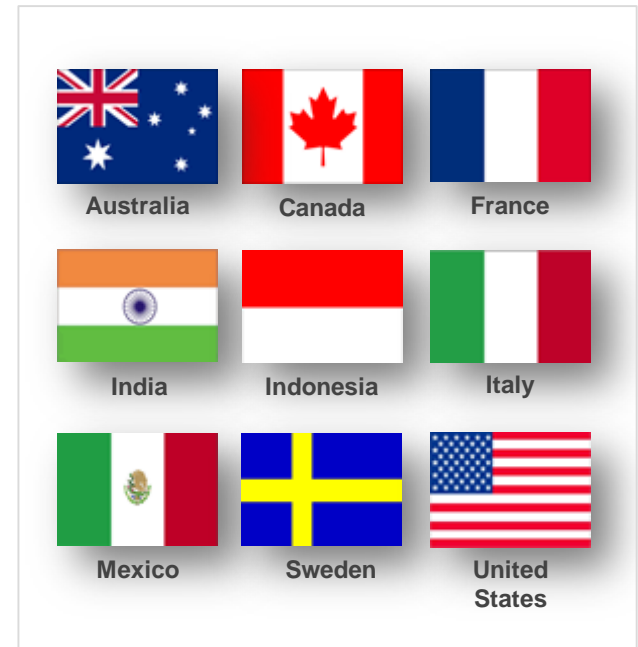 Australia
Canada
France
India
Indonesia
Italy
Mexico
Sweden
United
States